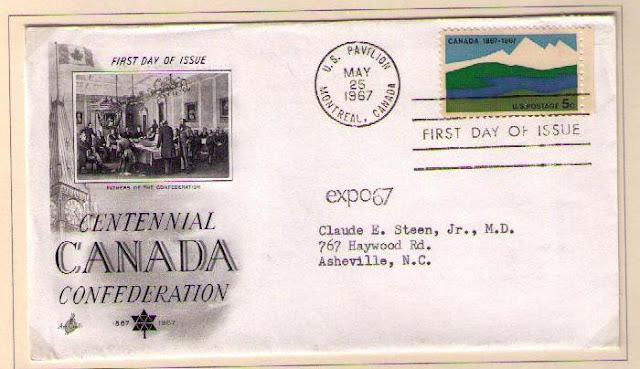 FIRST DAY OF ISSUE
FATHERS OF THE CONFEDERATION
CENTENNIAL
CANADA
CONFEDERATION
1867 1967
U.S. PAVILION
MAY
25
1967
MONTREAL, CANADA
CANADA 1867-1967
U.S. POSTAGE 5c
FIRST DAY OF ISSUE
expo67
Claude E. Steen, Jr., M.D.
767 Haywood Rd.
Asheville, N.C.